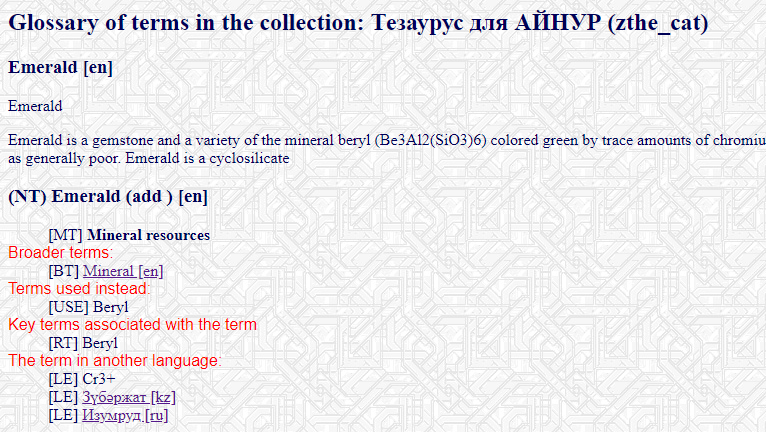 Glossary of terms in the collection: Тезаурус для АЙНУР (zthe_cat)
Emerald [en]
Emerald
Emerald is a gemstone and a variety of the mineral beryl (Be3Al2(SiO3)6) colored green by trace amounts of chromiu
as generally poor. Emerald is a cyclosilicate
(NT) Emerald (add ) [en]
[MT] Mineral resources
Broader terms:
[BT] Mineral [en]
Terms used instead:
[USE] Beryl
Key terms associated with the term
[RT] Beryl
The term in another language:
[LE] Cr3+
[LE] Зүбәржат [kz]
[LE] Изумруд [ru]